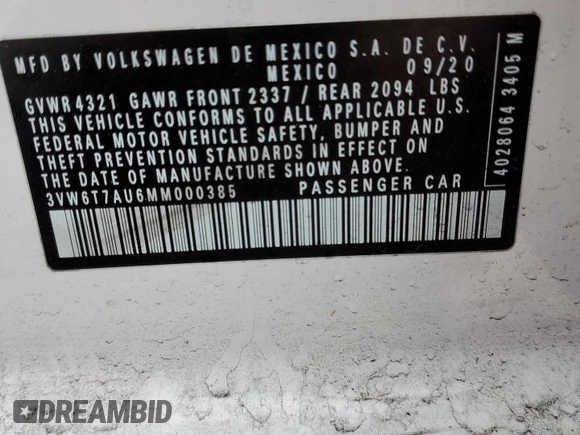 MFD BY VOLKSWAGEN DE MEXICO S.A. DE C.V.
MEXICO 09/20
GVWR 4321 GAWR FRONT 2337 / REAR 2094 LBS
THIS VEHICLE CONFORMS TO ALL APPLICABLE U.S.
FEDERAL MOTOR VEHICLE SAFETY, BUMPER AND
THEFT PREVENTION STANDARDS IN EFFECT ON
THE DATE OF MANUFACTURE SHOWN ABOVE.
3VW6T7AU6MM000385 PASSENGER CAR
4028064 3405 M
DREAMBID